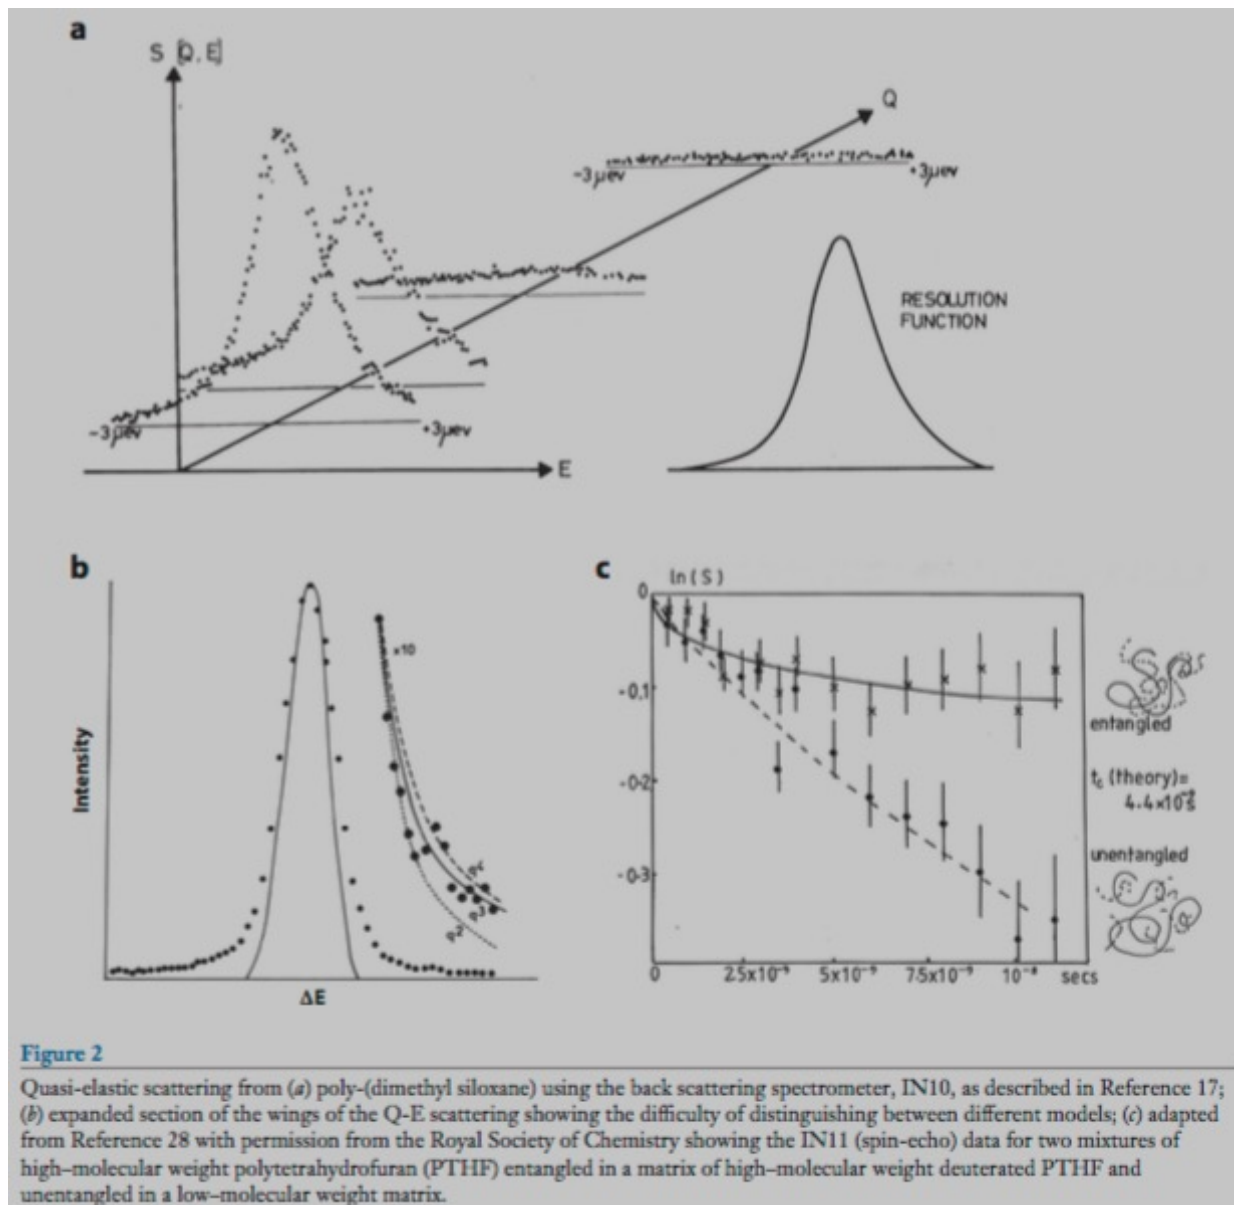 a
S [Q, E]
Q
-3μev
+3μev
RESOLUTION
FUNCTION
-3μev
+3μev
E
b
Intensity
×10
q⁴
q³
q²
ΔE
c
ln(S)
0
-0.1
-0.2
-0.3
entangled
t꜀ (theory)=
unentangled
0
2.5x10⁻⁹
5x10⁻⁹
7.5x10⁻⁹
10⁻⁸
secs
Figure 2
Quasi-elastic scattering from (a) poly-(dimethyl siloxane) using the back scattering spectrometer, IN10, as described in Reference 17;
(b) expanded section of the wings of the Q-E scattering showing the difficulty of distinguishing between different models; (c) adapted
from Reference 28 with permission from the Royal Society of Chemistry showing the IN11 (spin-echo) data for two mixtures of
high–molecular weight polytetrahydrofuran (PTHF) entangled in a matrix of high–molecular weight deuterated PTHF and
unentangled in a low–molecular weight matrix.